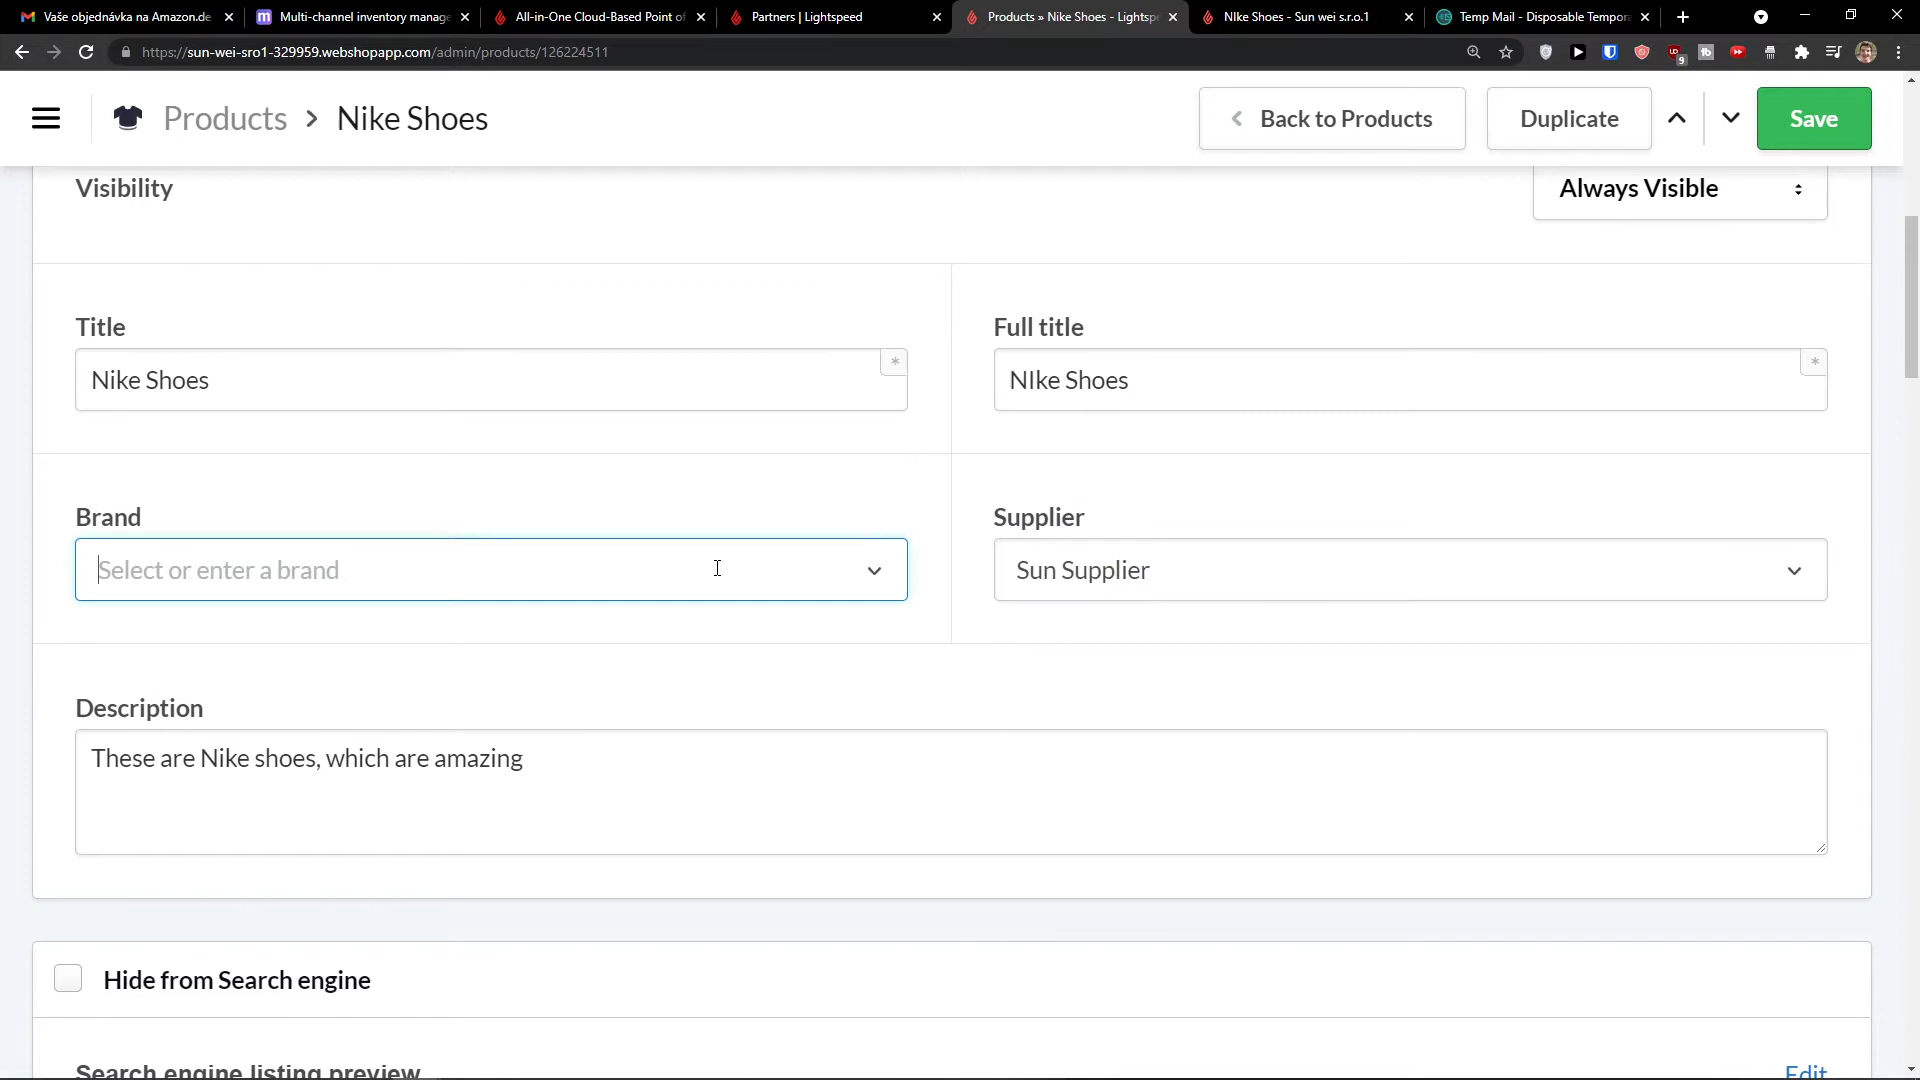 Vaše objednávka na Amazon.de
Multi-channel inventory manage
All-in-One Cloud-Based Point of
Partners | Lightspeed
Products » Nike Shoes - Lightspe
NIke Shoes - Sun wei s.r.o.1
Temp Mail - Disposable Tempora
https://sun-wei-sro1-329959.webshopapp.com/admin/products/126224511
9
Products > Nike Shoes
Back to Products
Duplicate
Save
Visibility
Always Visible
Title
Full title
Nike Shoes
*
NIke Shoes
*
Brand
Supplier
Select or enter a brand
Sun Supplier
Description
These are Nike shoes, which are amazing
Hide from Search engine
Search engine listing preview
Edit